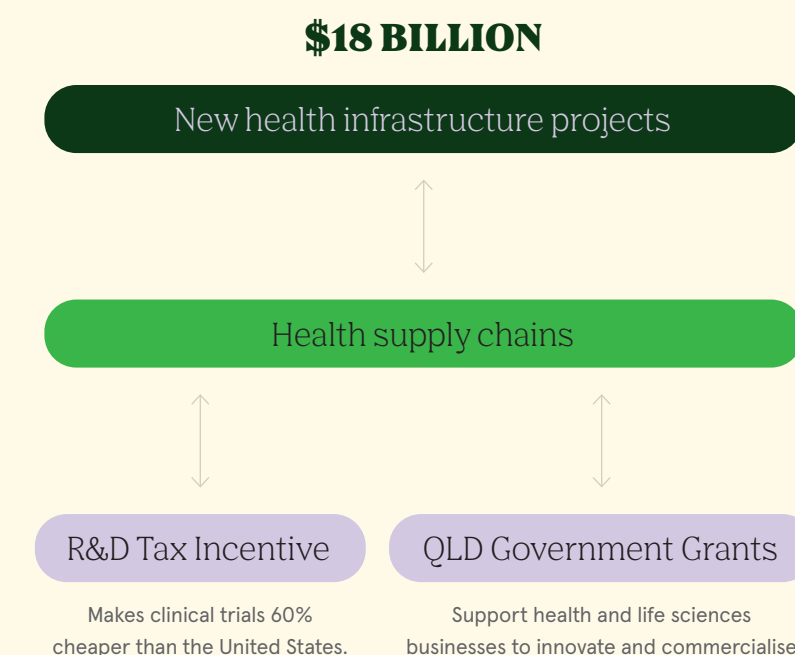 $18 BILLION
New health infrastructure projects
Health supply chains
R&D Tax Incentive
QLD Government Grants
Makes clinical trials 60%
cheaper than the United States.
Support health and life sciences
businesses to innovate and commercialise